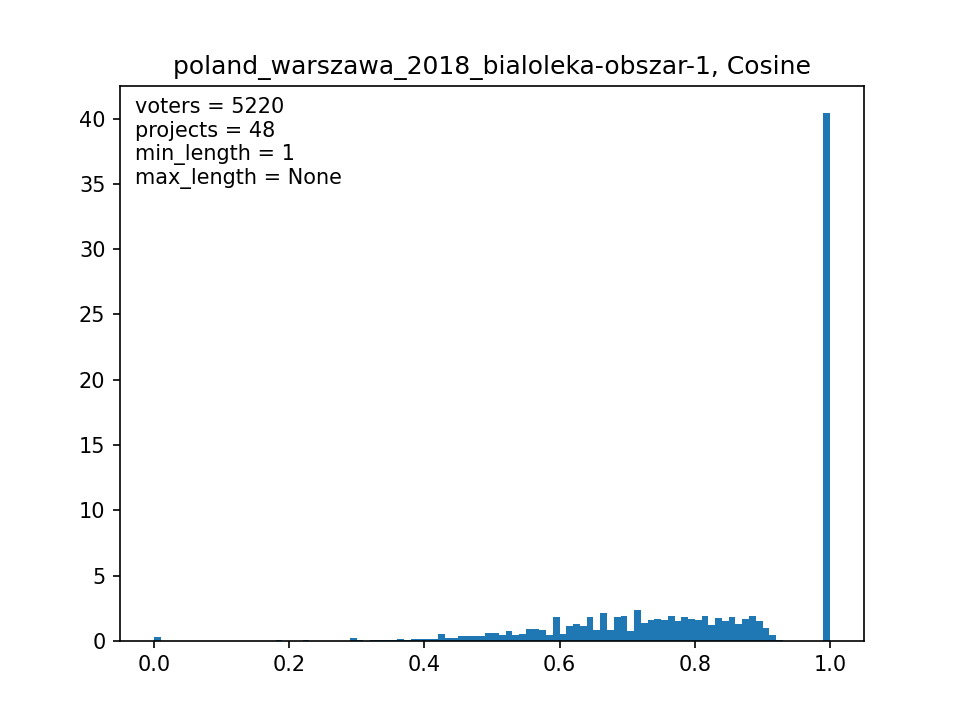 poland_warszawa_2018_bialoleka-obszar-1, Cosine
voters = 5220
projects = 48
min_length = 1
max_length = None
40
35
30
25
20
15
10
5
0
0.0 0.2 0.4 0.6 0.8 1.0